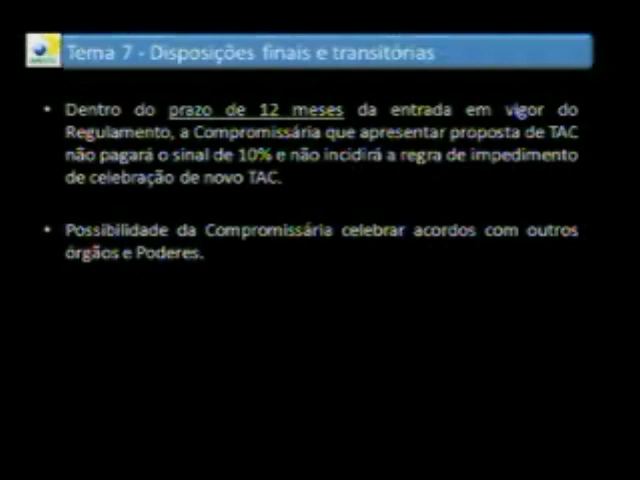 Tema 7 - Disposições finais e transitórias
• Dentro do prazo de 12 meses da entrada em vigor do
Regulamento, a Compromissária que apresentar proposta de TAC
não pagará o sinal de 10% e não incidirá a regra de impedimento
de celebração de novo TAC.
• Possibilidade da Compromissária celebrar acordos com outros
órgãos e Poderes.